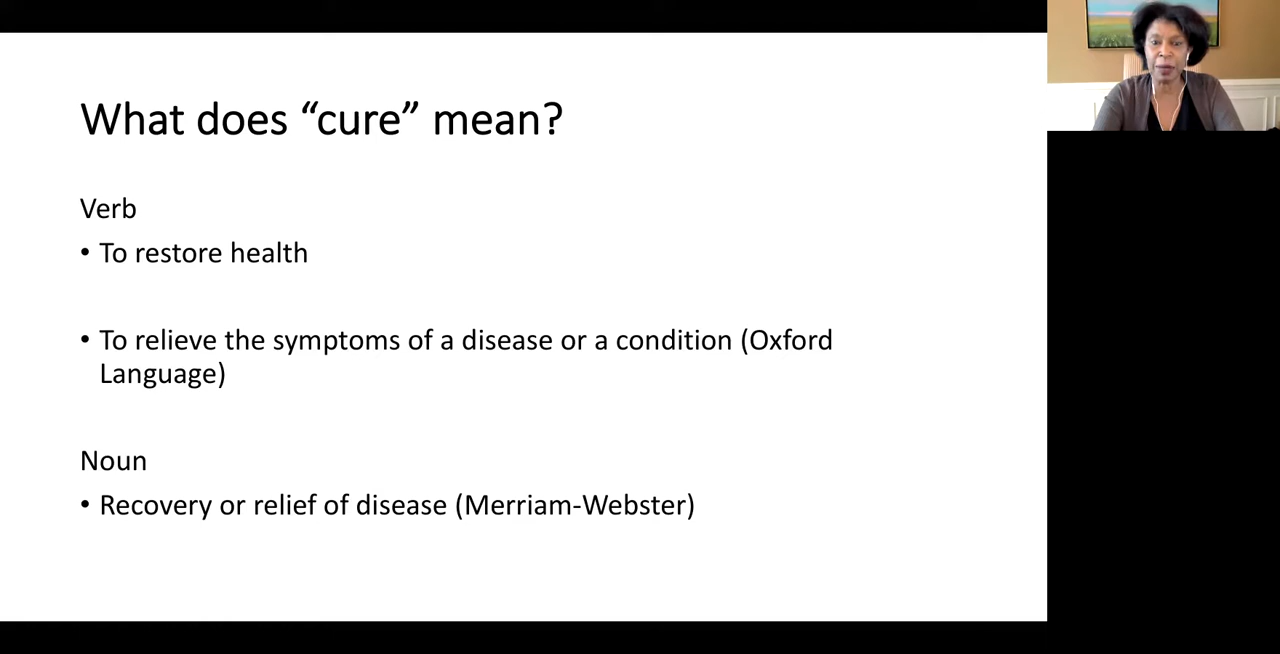 What does “cure” mean?
Verb
• To restore health
• To relieve the symptoms of a disease or a condition (Oxford
Language)
Noun
• Recovery or relief of disease (Merriam-Webster)